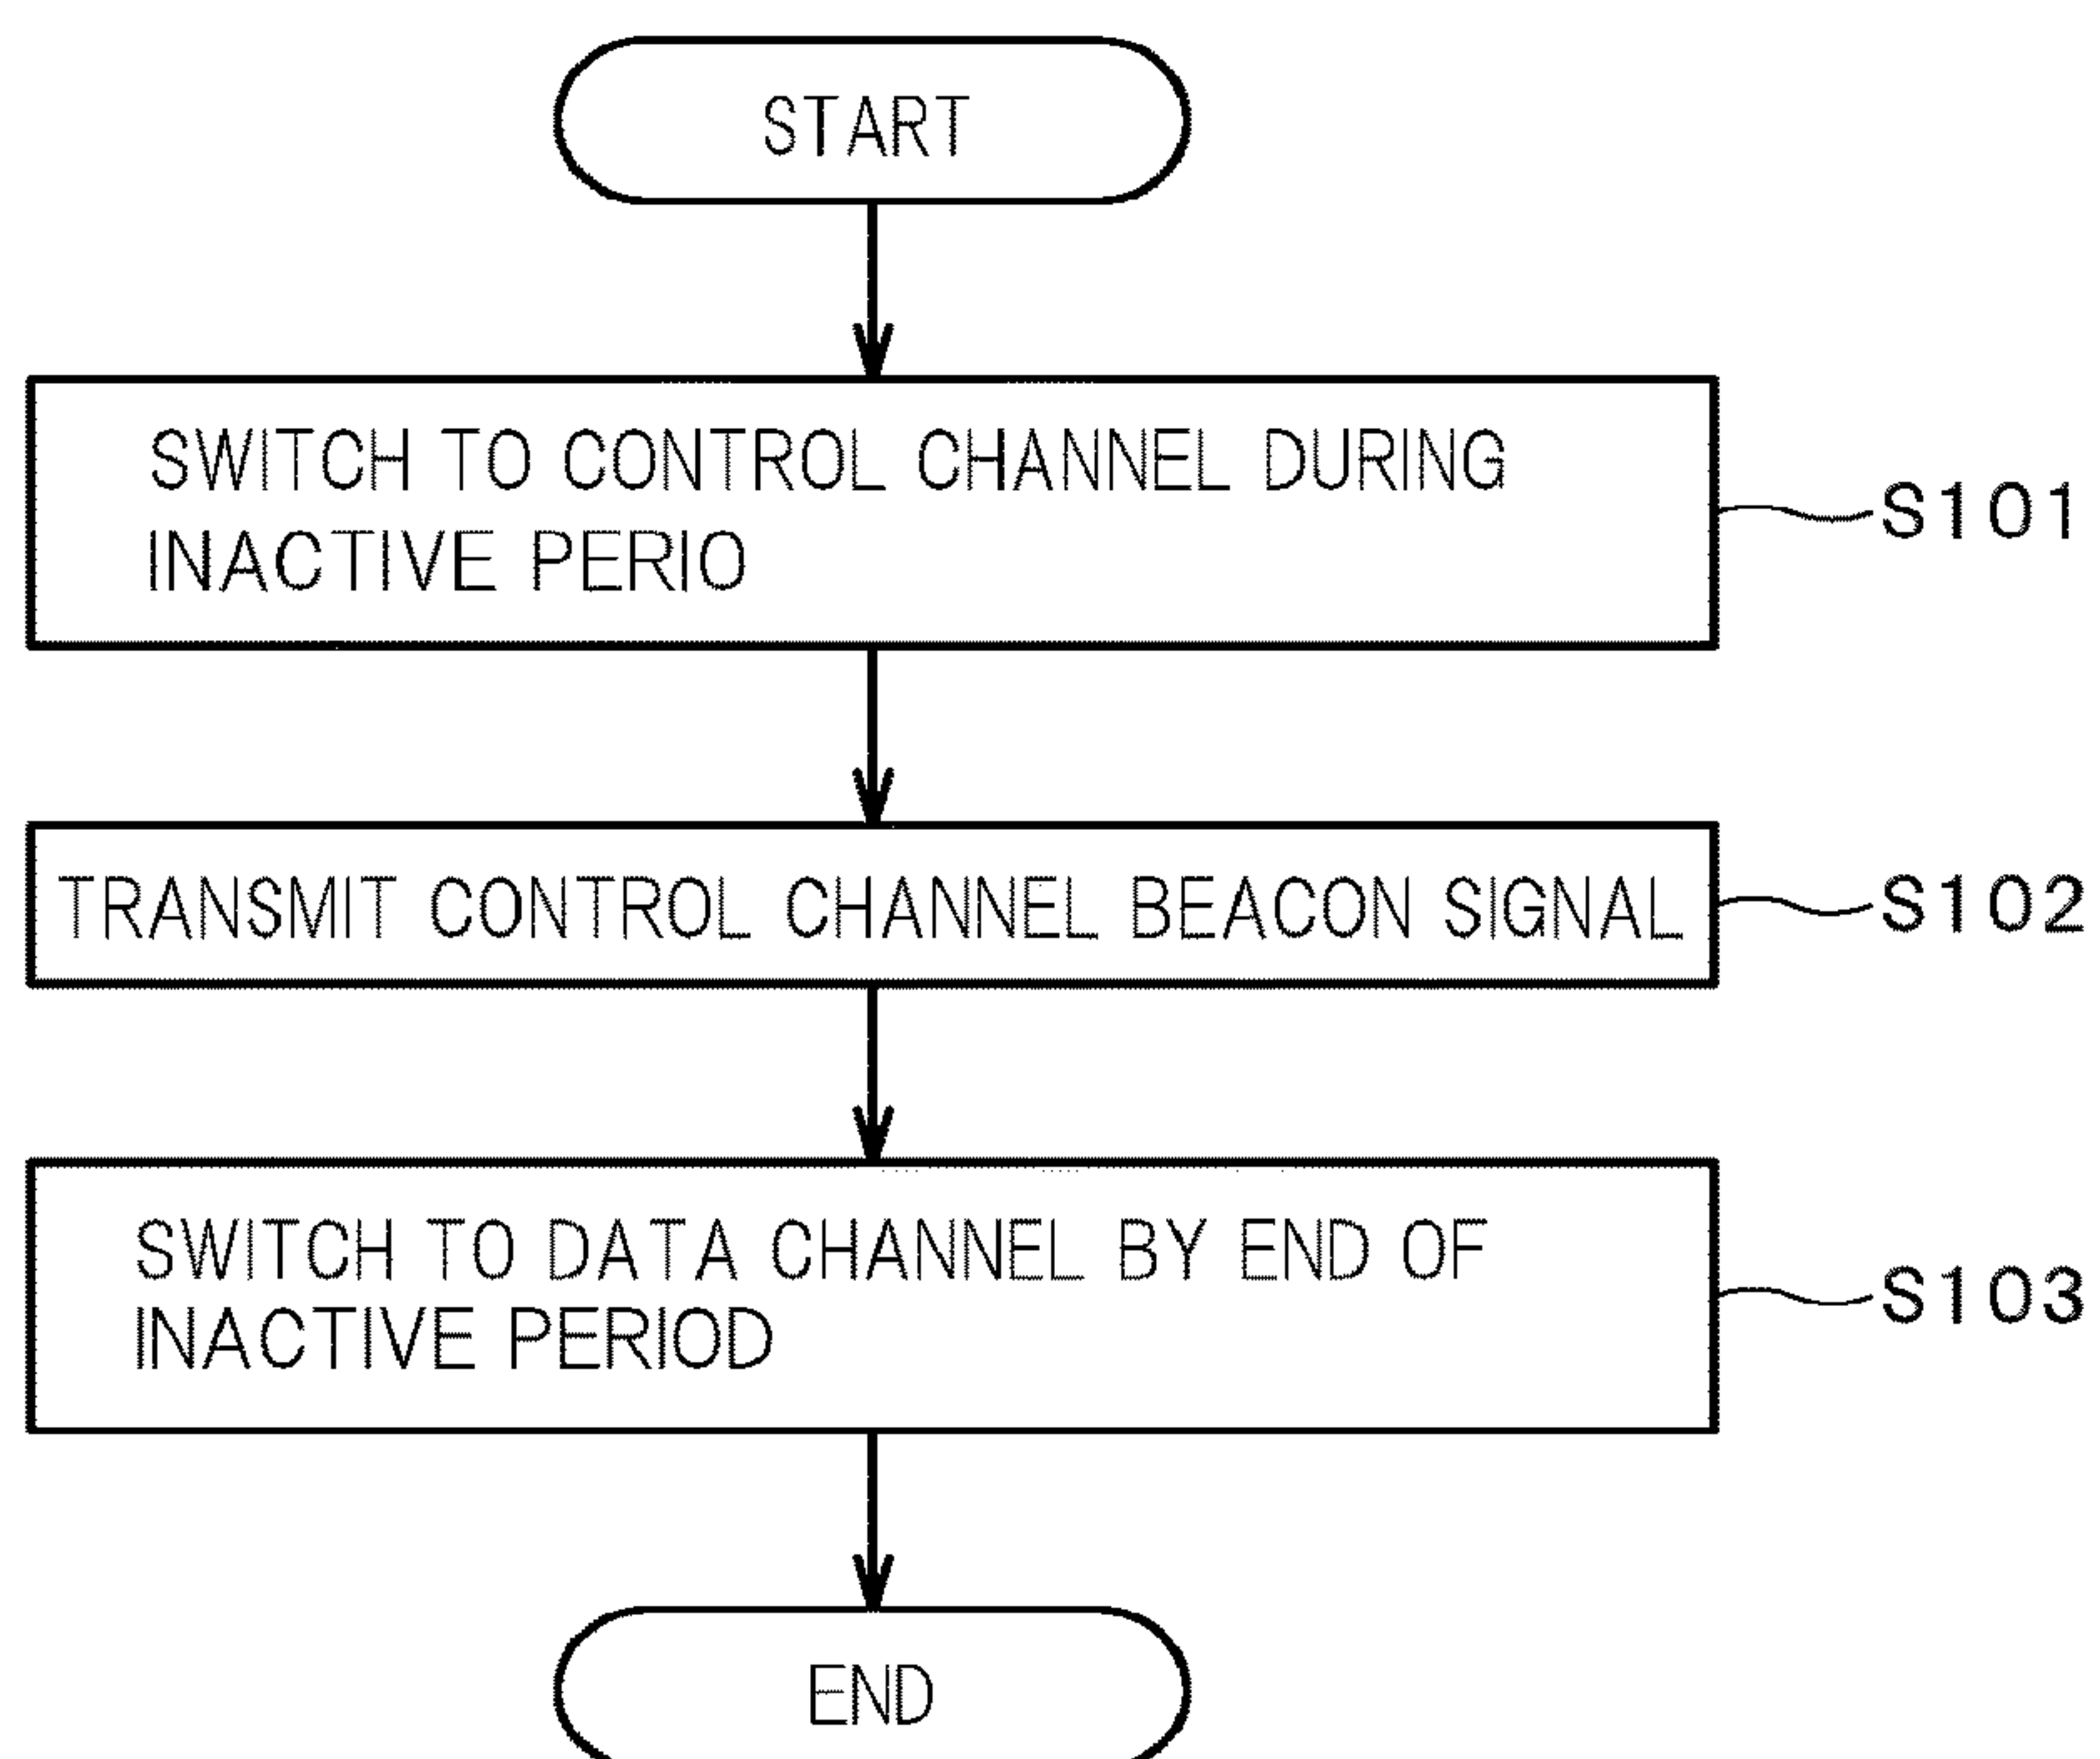 START
SWITCH TO CONTROL CHANNEL DURING
INACTIVE PERIO
S101
TRANSMIT CONTROL CHANNEL BEACON SIGNAL
S102
SWITCH TO DATA CHANNEL BY END OF
INACTIVE PERIOD
S103
END